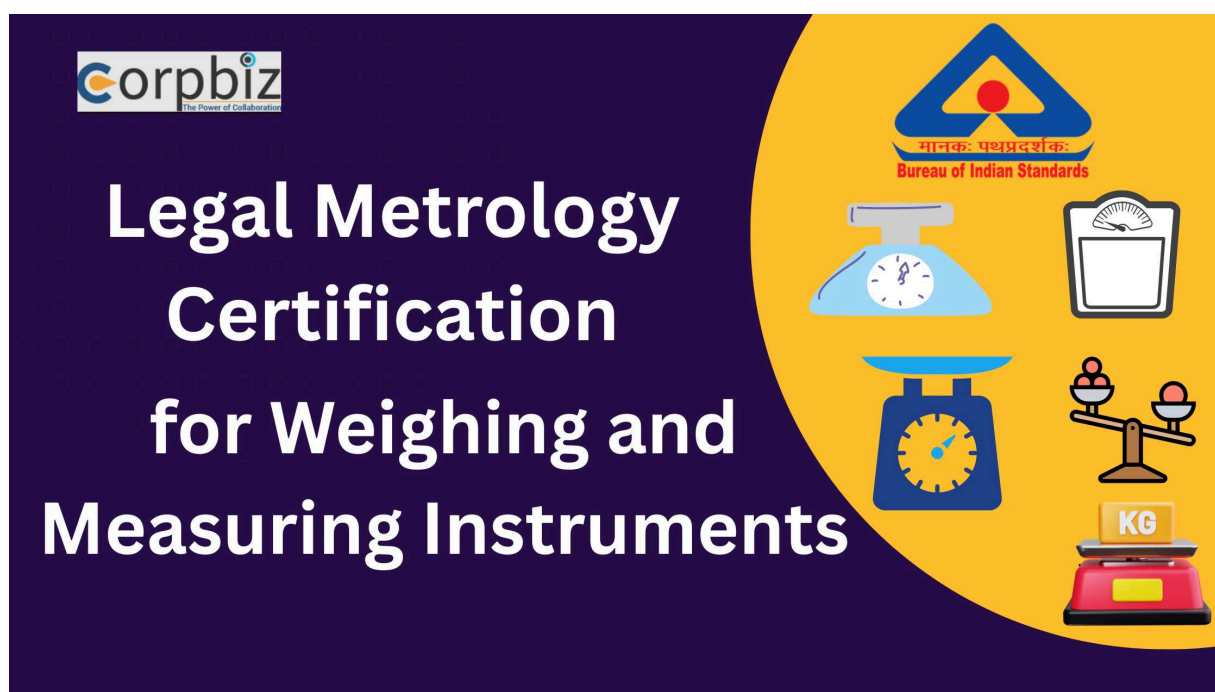 Corpbiz
The Power of Collaboration
Legal Metrology
Certification
for Weighing and
Measuring Instruments
मानकः पथप्रदर्शकः
Bureau of Indian Standards
KG